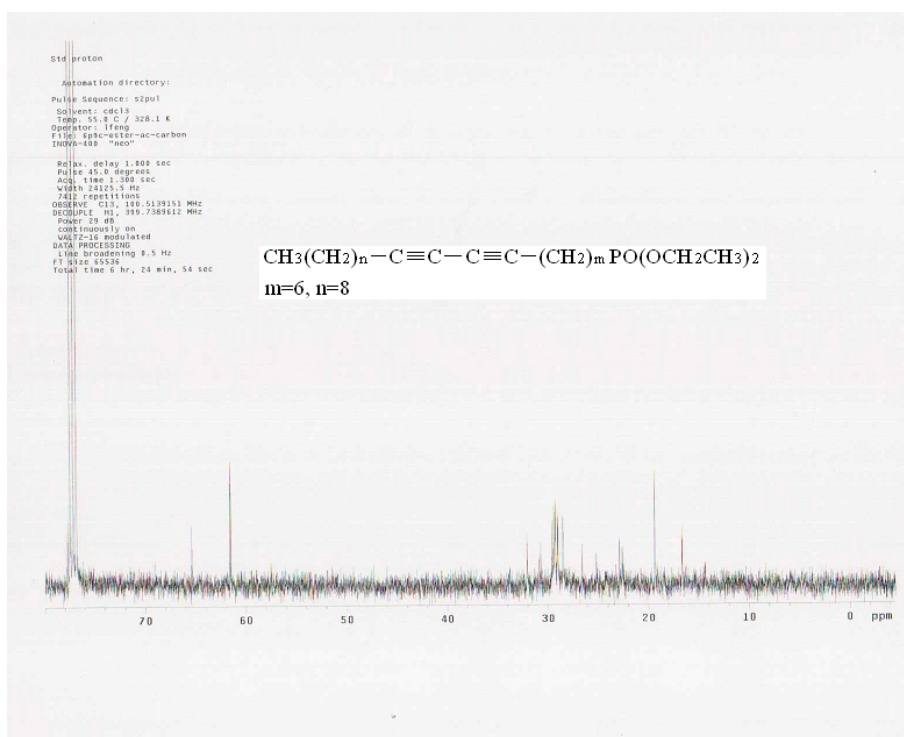 Std proton
Automation directory:
Pulse Sequence: s2pul
Solvent: cdcl3
Temp. 55.0 C / 328.1 K
Operator: lfeng
File: 6p9c-ester-ac-carbon
INOVA-400 "neo"
Relax. delay 1.000 sec
Pulse 45.0 degrees
Acq. time 1.300 sec
Width 24125.5 Hz
7412 repetitions
OBSERVE C13, 100.5139151 MHz
DECOUPLE H1, 399.7389612 MHz
Power 29 dB
continuously on
WALTZ-16 modulated
DATA PROCESSING
Line broadening 0.5 Hz
FT size 65536
Total time 6 hr, 24 min, 54 sec
CH3(CH2)n–C≡C–C≡C–(CH2)m PO(OCH2CH3)2
m=6, n=8
70 60 50 40 30 20 10 0 ppm